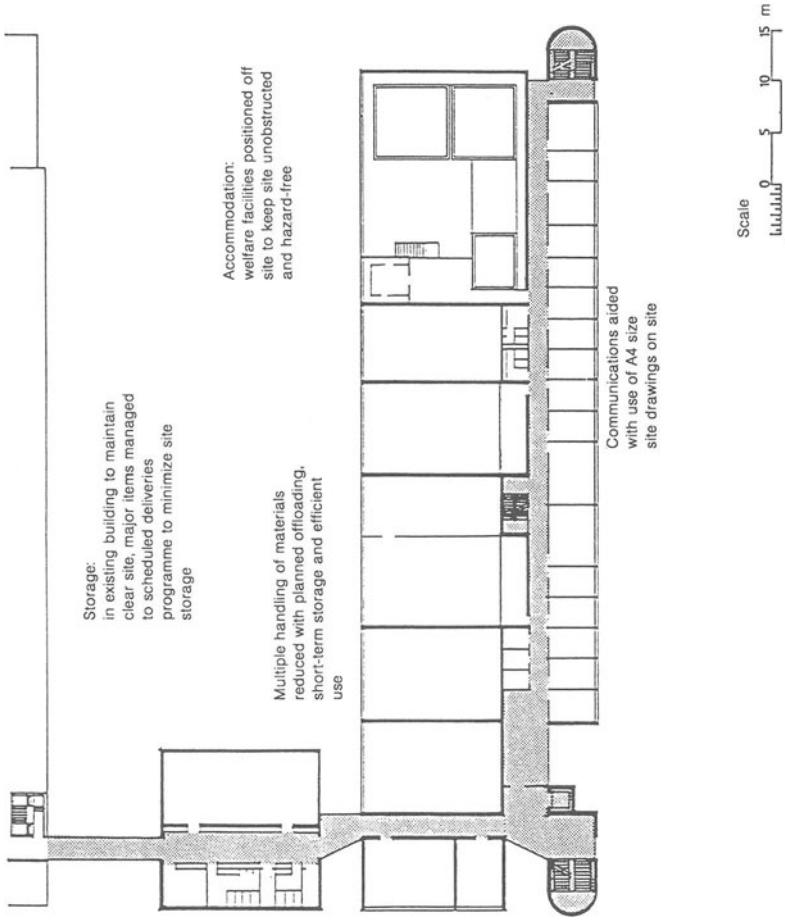 Storage:
in existing building to maintain
clear site, major items managed
to scheduled deliveries
programme to minimize site
storage
Accommodation:
welfare facilities positioned off
site to keep site unobstructed
and hazard-free
Multiple handling of materials
reduced with planned offloading,
short-term storage and efficient
use
Communications aided
with use of A4 size
site drawings on site
Scale
0 5 10 15 m